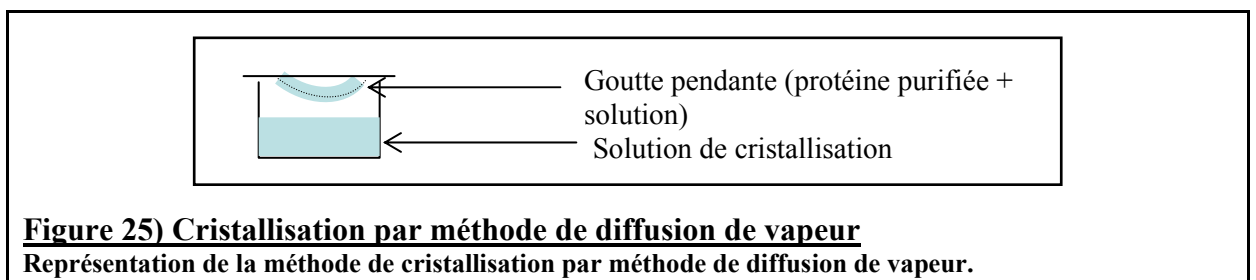 Goutte pendante (protéine purifiée +
solution)
Solution de cristallisation
Figure 25) Cristallisation par méthode de diffusion de vapeur
Représentation de la méthode de cristallisation par méthode de diffusion de vapeur.